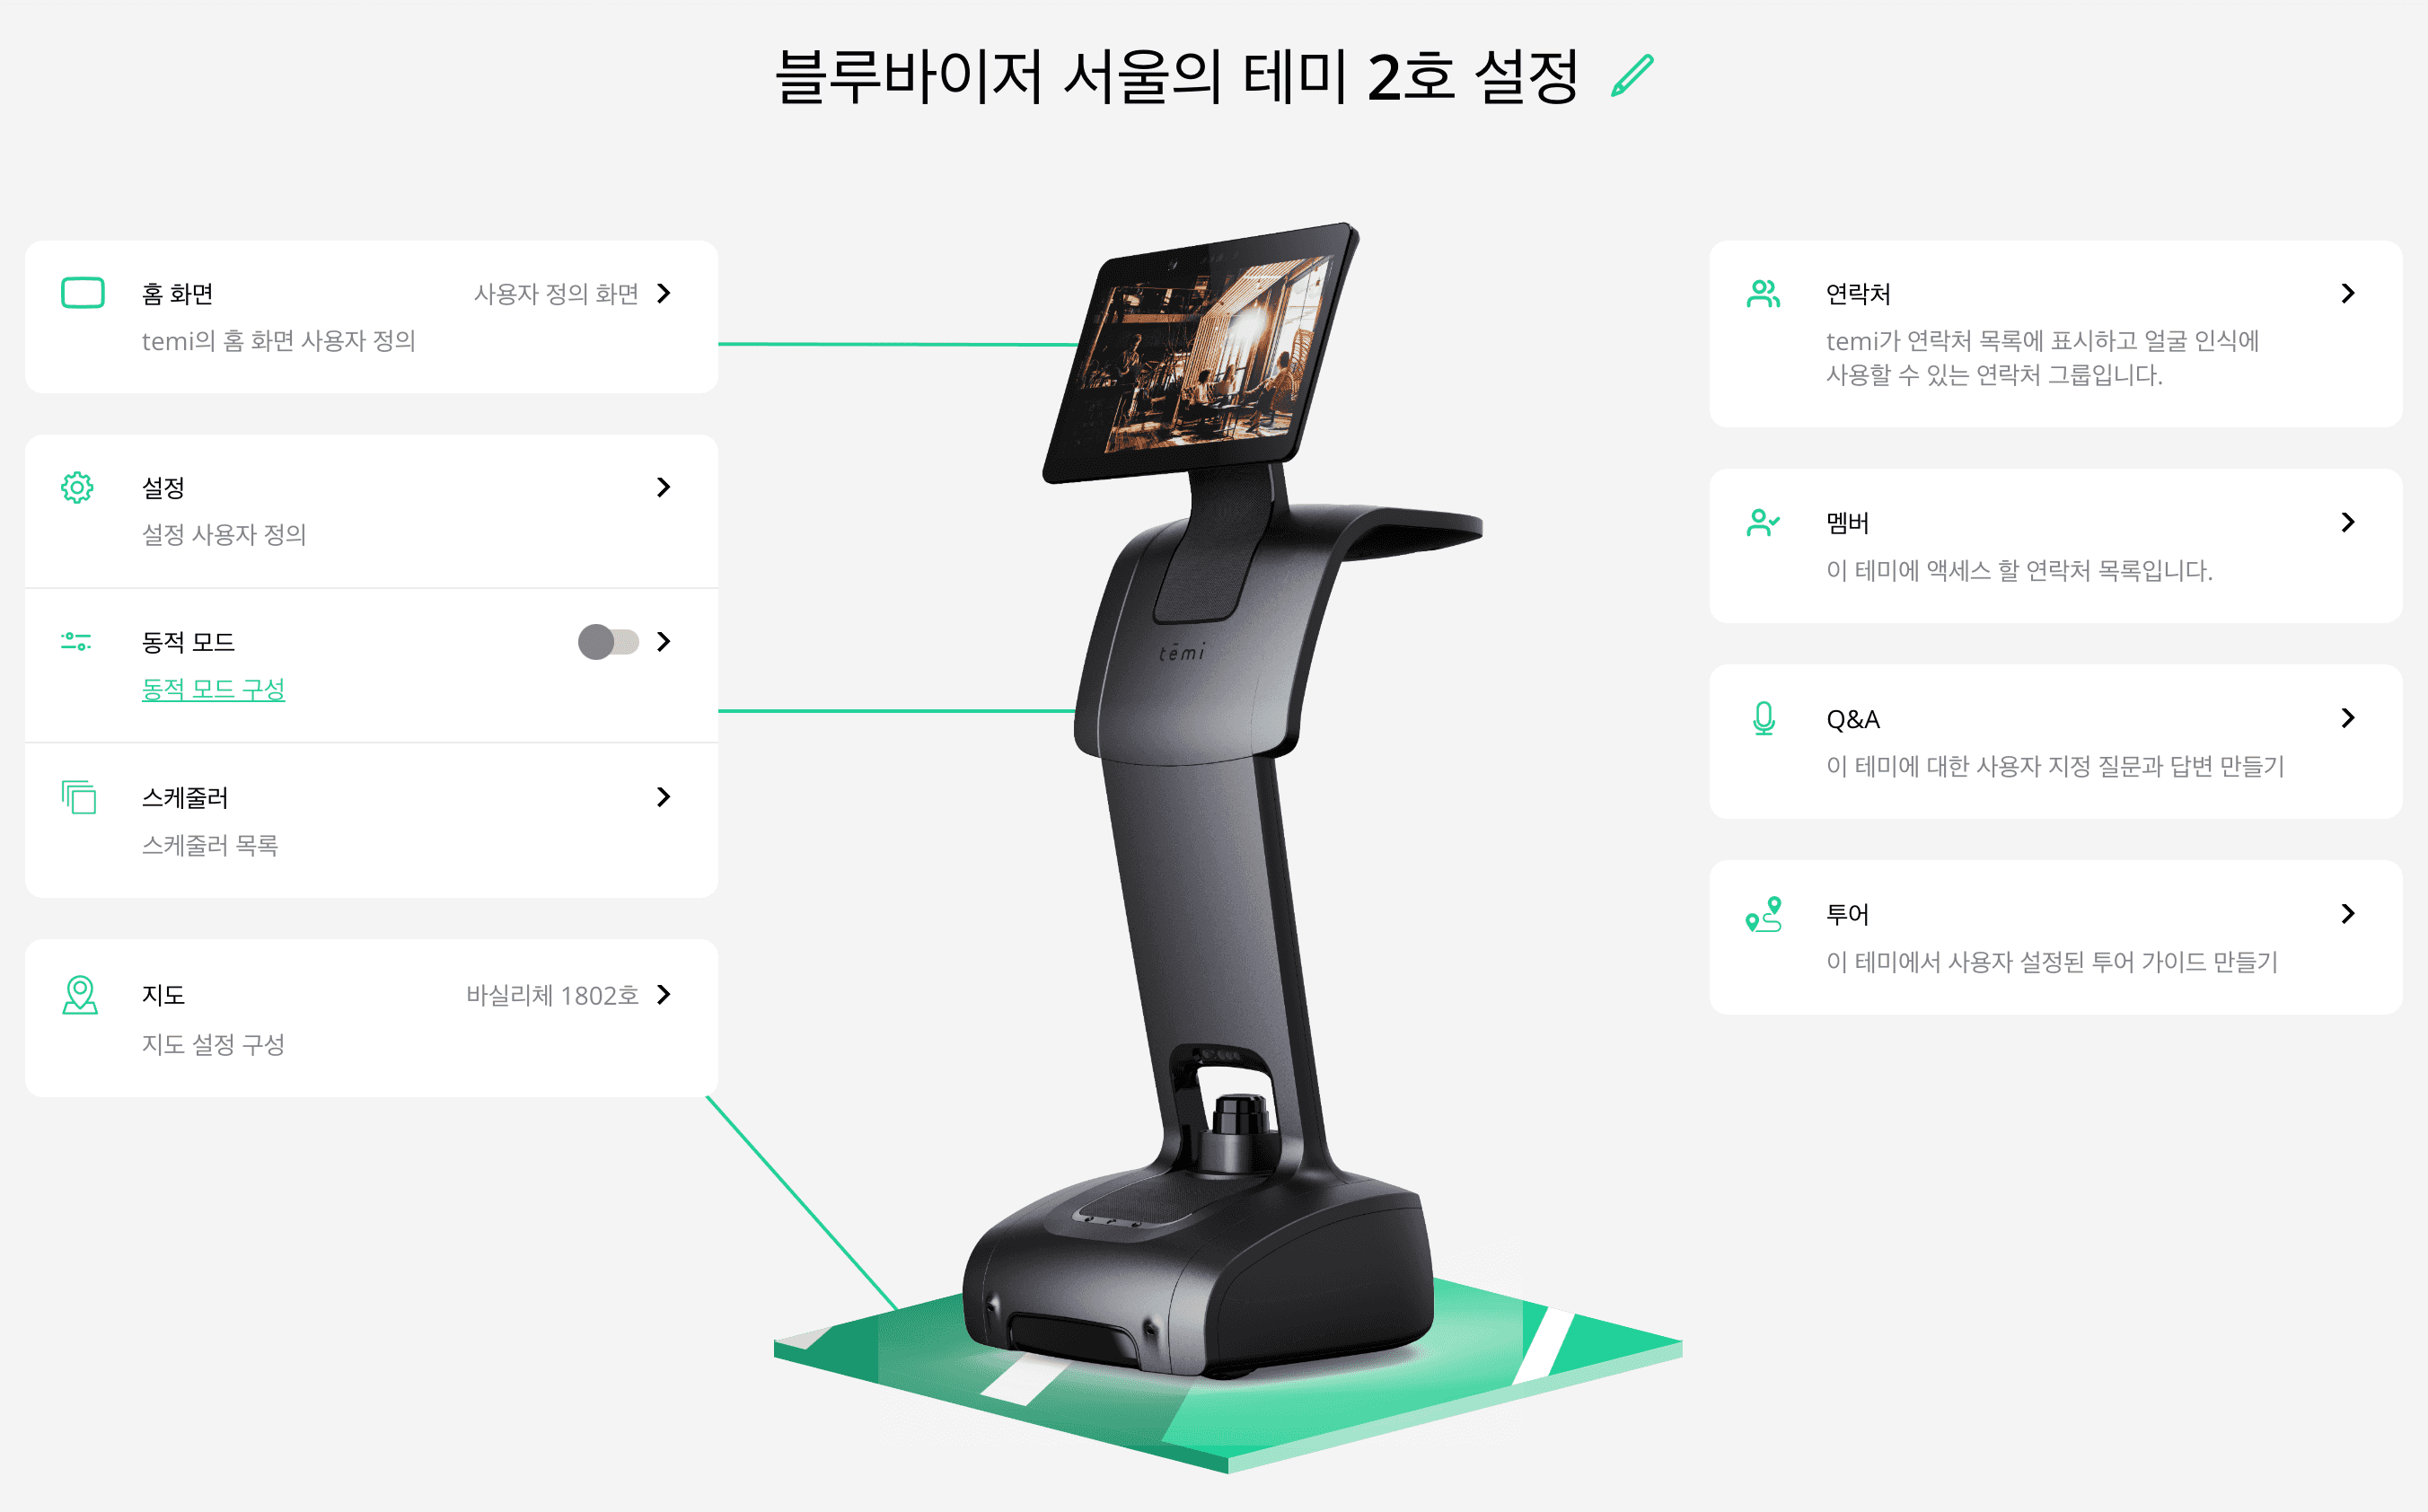 블루바이저 서울의 테미 2호 설정
홈 화면
사용자 정의 화면
temi의 홈 화면 사용자 정의
설정
설정 사용자 정의
동적 모드
동적 모드 구성
스케줄러
스케줄러 목록
지도
바실리체 1802호
지도 설정 구성
temi
연락처
temi가 연락처 목록에 표시하고 얼굴 인식에
사용할 수 있는 연락처 그룹입니다.
멤버
이 테미에 액세스 할 연락처 목록입니다.
Q&A
이 테미에 대한 사용자 지정 질문과 답변 만들기
투어
이 테미에서 사용자 설정된 투어 가이드 만들기